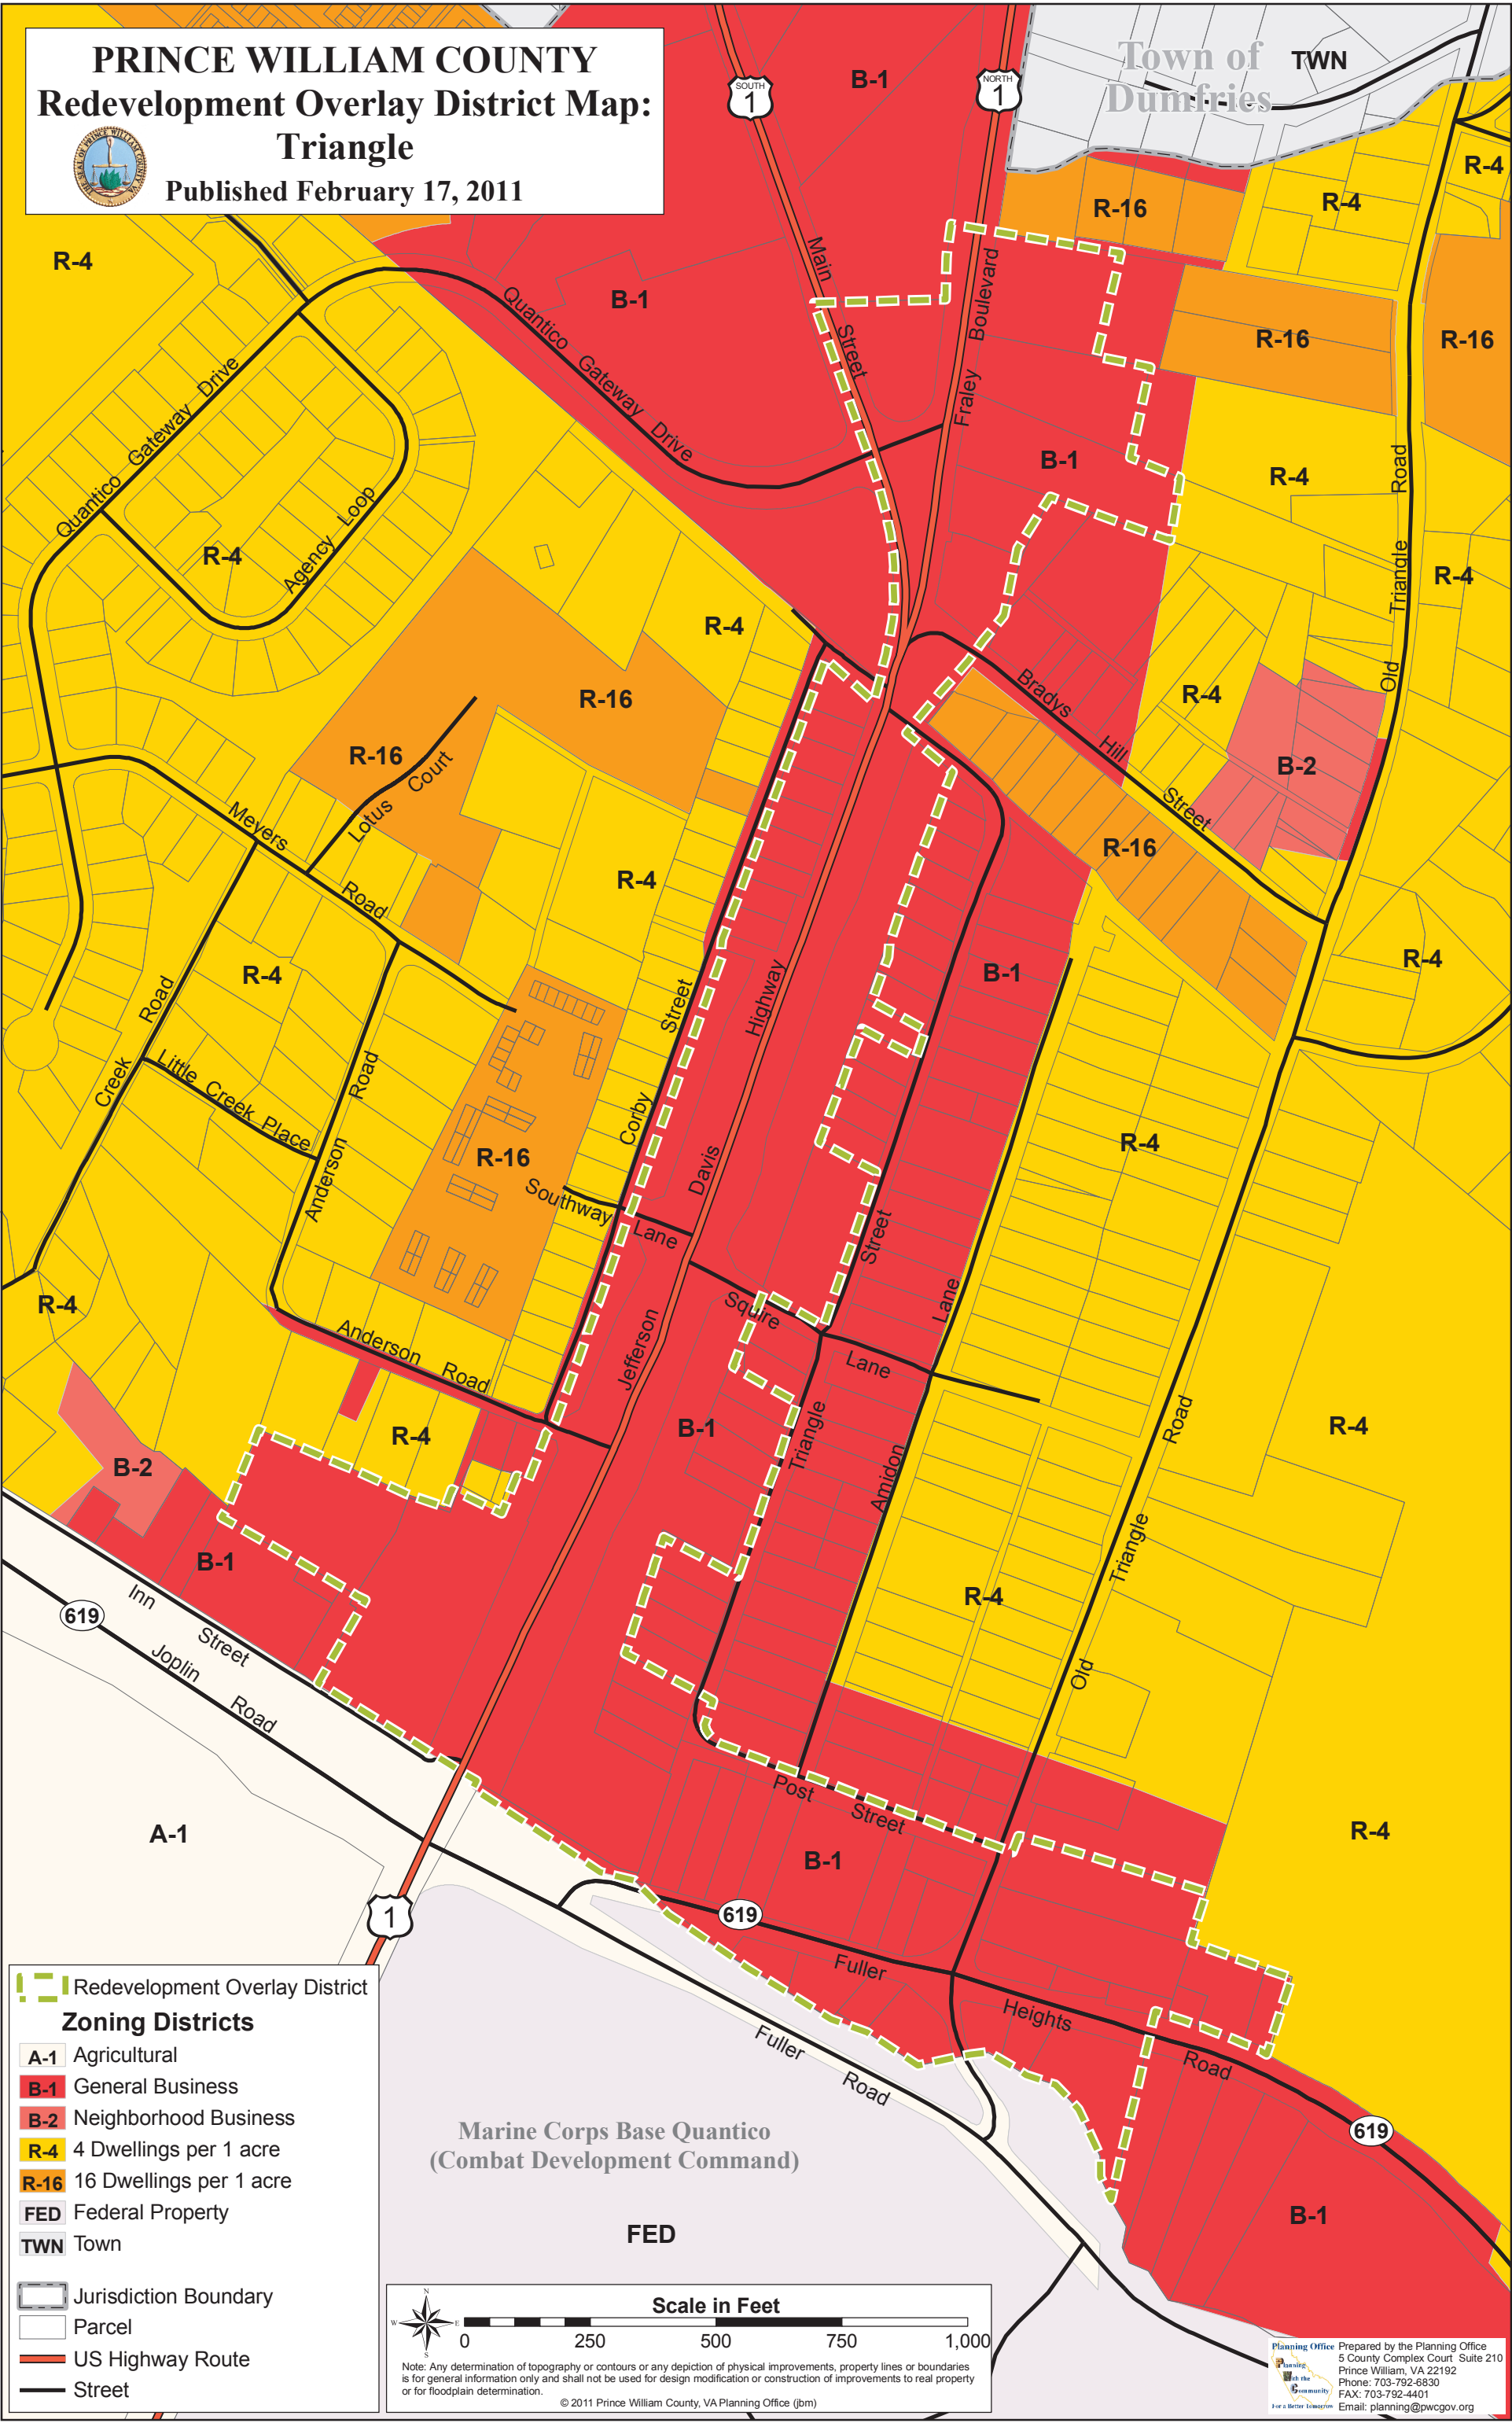 PRINCE WILLIAM COUNTY
Redevelopment Overlay District Map:
Triangle
Published February 17, 2011
SOUTH
1
NORTH
1
B-1
Town of
Dumfries
TWN
R-4
R-16
R-4
R-4
R-4
B-1
Main Street
Fraley Boulevard
R-16
R-16
Quantico Gateway Drive
Quantico Gateway Drive
B-1
R-4
Old Triangle Road
R-4
Agency Loop
R-4
R-4
R-16
R-16
Lotus Court
Bradys Hill Street
R-4
B-2
R-16
Meyers Road
R-4
R-4
B-1
R-4
Creek Road
Little Creek Place
Anderson Road
R-16
Corby Street
Jefferson Davis Highway
R-4
Southway Lane
Squire Lane
Triangle Street
Amidon Lane
R-4
Anderson Road
R-4
B-1
R-4
B-2
B-1
R-4
Old Triangle Road
Inn Street
619
Joplin Road
A-1
Post Street
B-1
R-4
1
619
Fuller Heights Road
Fuller Road
619
Marine Corps Base Quantico
(Combat Development Command)
FED
B-1
Redevelopment Overlay District
Zoning Districts
A-1 Agricultural
B-1 General Business
B-2 Neighborhood Business
R-4 4 Dwellings per 1 acre
R-16 16 Dwellings per 1 acre
FED Federal Property
TWN Town
Jurisdiction Boundary
Parcel
US Highway Route
Street
N
W E
S
Scale in Feet
0 250 500 750 1,000
Note: Any determination of topography or contours or any depiction of physical improvements, property lines or boundaries
is for general information only and shall not be used for design modification or construction of improvements to real property
or for floodplain determination.
© 2011 Prince William County, VA Planning Office (jbm)
Planning Office
Planning
With the
Community
For a Better Tomorrow
Prepared by the Planning Office
5 County Complex Court Suite 210
Prince William, VA 22192
Phone: 703-792-6830
FAX: 703-792-4401
Email: planning@pwcgov.org